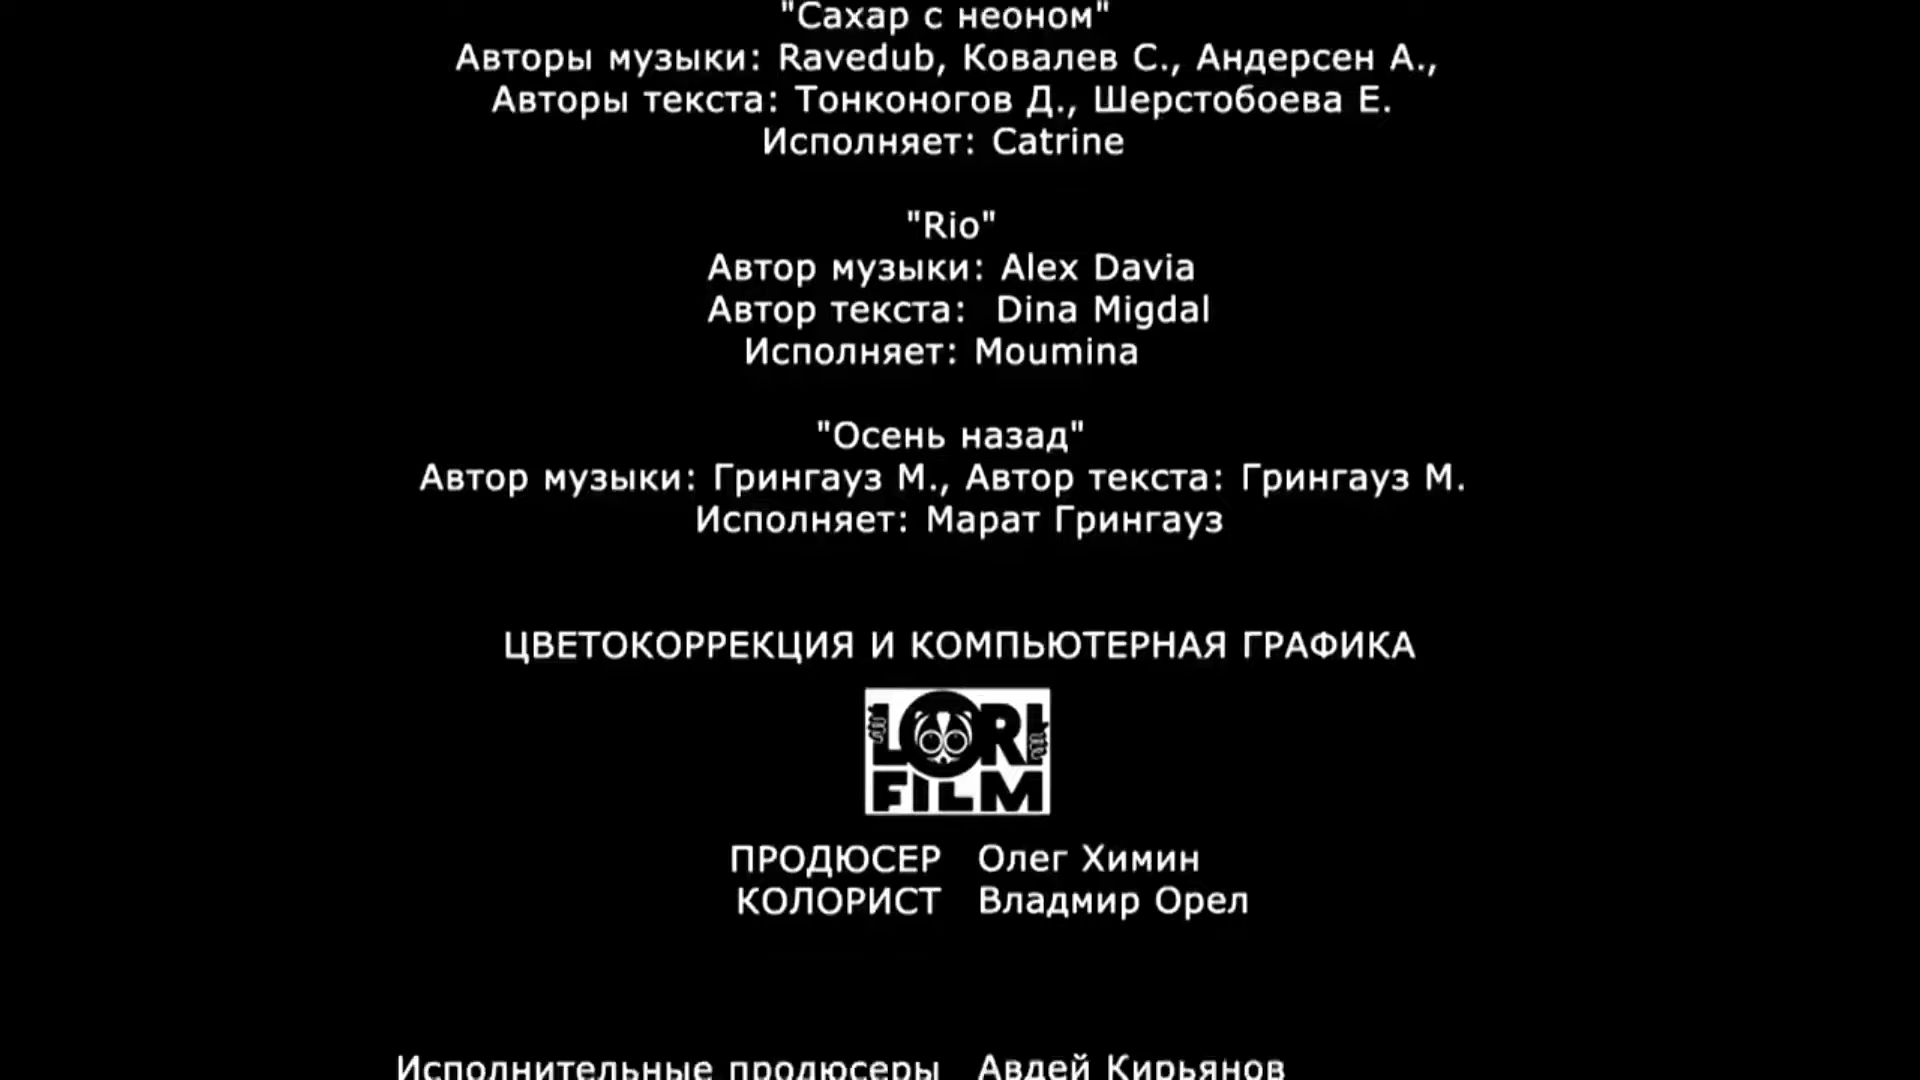 "Сахар с неоном"
Авторы музыки: Ravedub, Ковалев С., Андерсен А.,
Авторы текста: Тонконогов Д., Шерстобоева Е.
Исполняет: Catrine
"Rio"
Автор музыки: Alex Davia
Автор текста: Dina Migdal
Исполняет: Moumina
"Осень назад"
Автор музыки: Грингауз М., Автор текста: Грингауз М.
Исполняет: Марат Грингауз
ЦВЕТОКОРРЕКЦИЯ И КОМПЬЮТЕРНАЯ ГРАФИКА
LORI
FILM
ПРОДЮСЕР Олег Химин
КОЛОРИСТ Владмир Орел
Исполнительные продюсеры Авдей Кирьянов